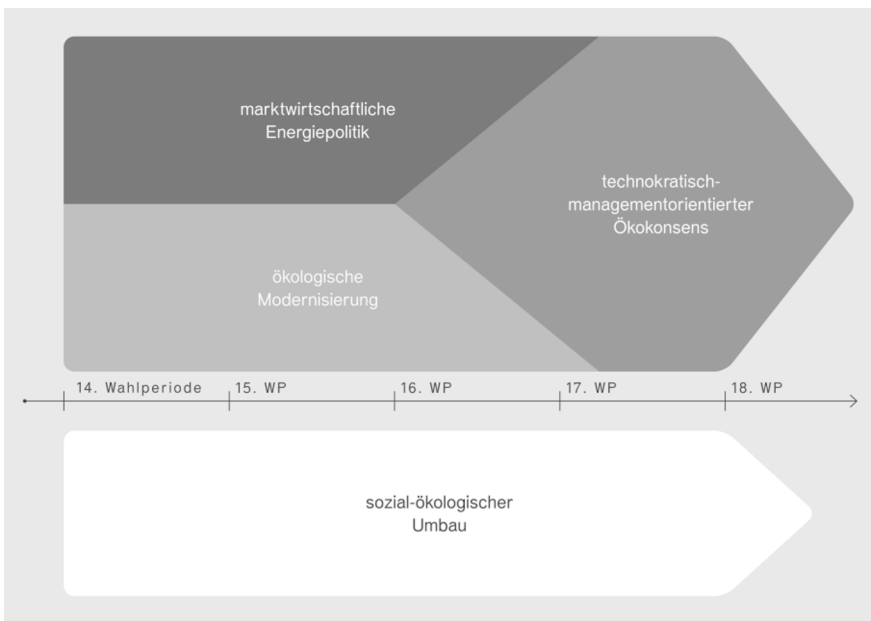 marktwirtschaftliche
Energiepolitik
technokratisch-
managementorientierter
Ökokonsens
ökologische
Modernisierung
14. Wahlperiode
15. WP
16. WP
17. WP
18. WP
sozial-ökologischer
Umbau